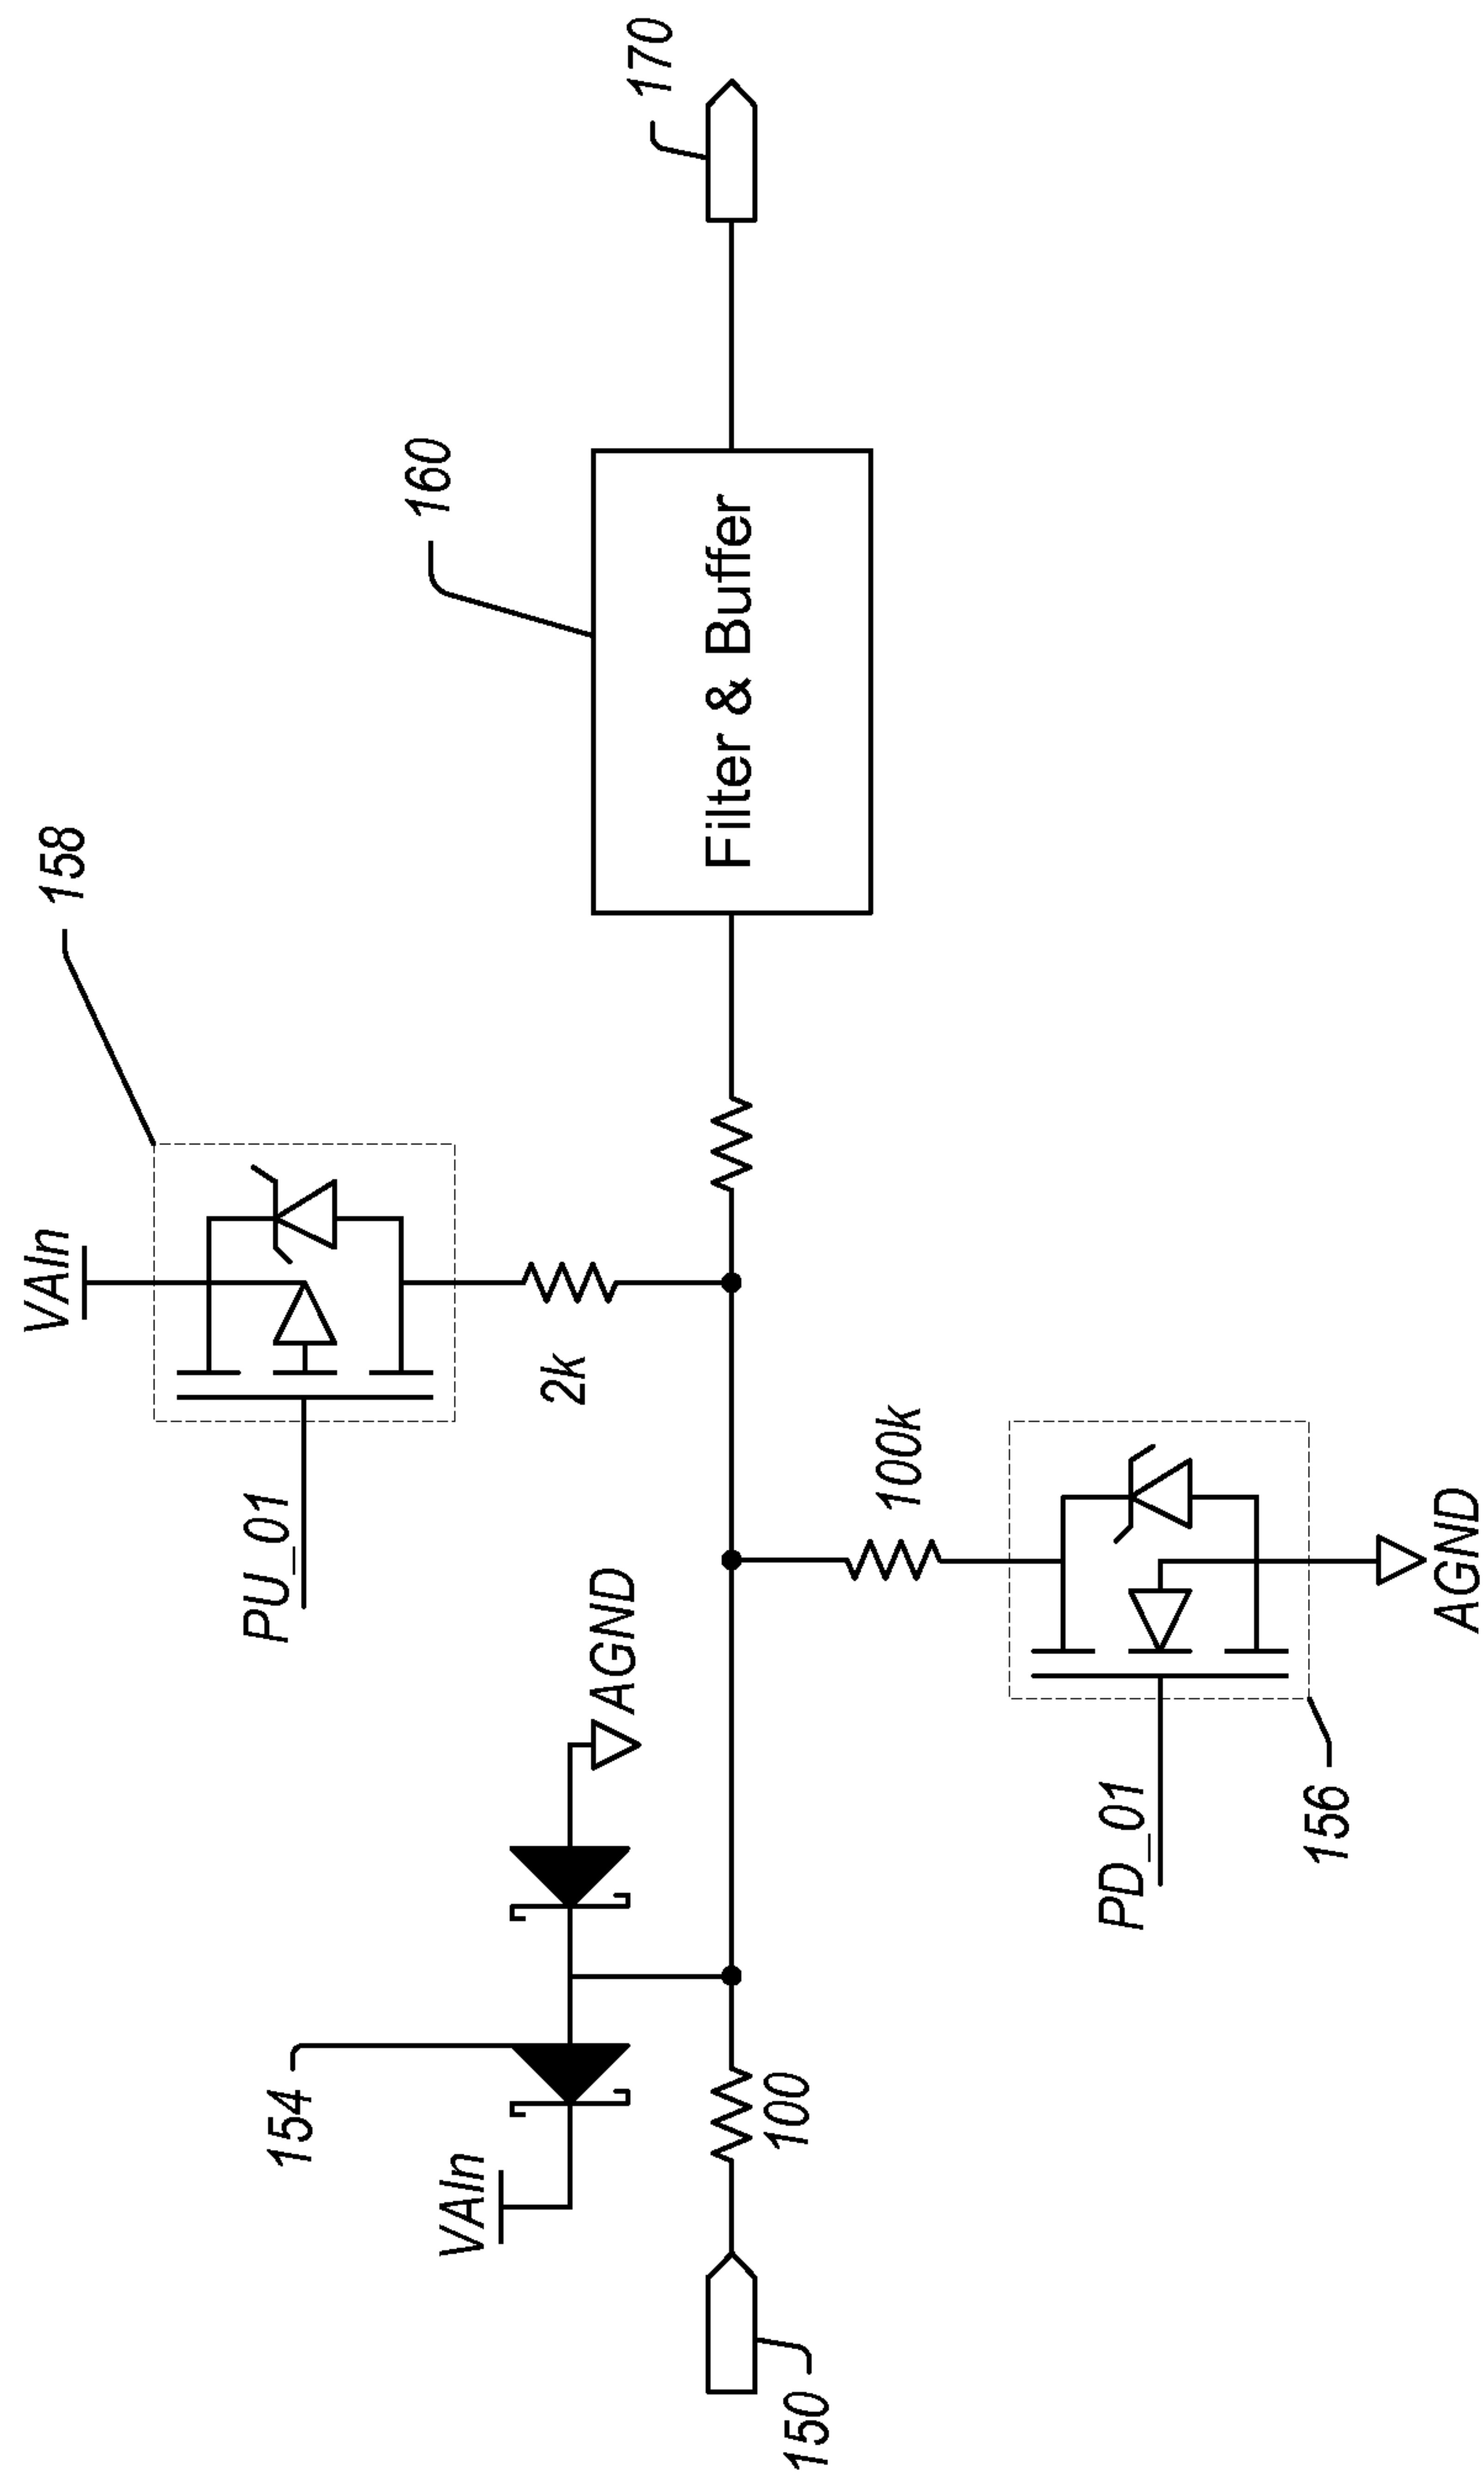 VAIn
158
PU_01
154
160
VAIn
2k
AGND
170
Filter & Buffer
100
150
100k
PD_01
156
AGND